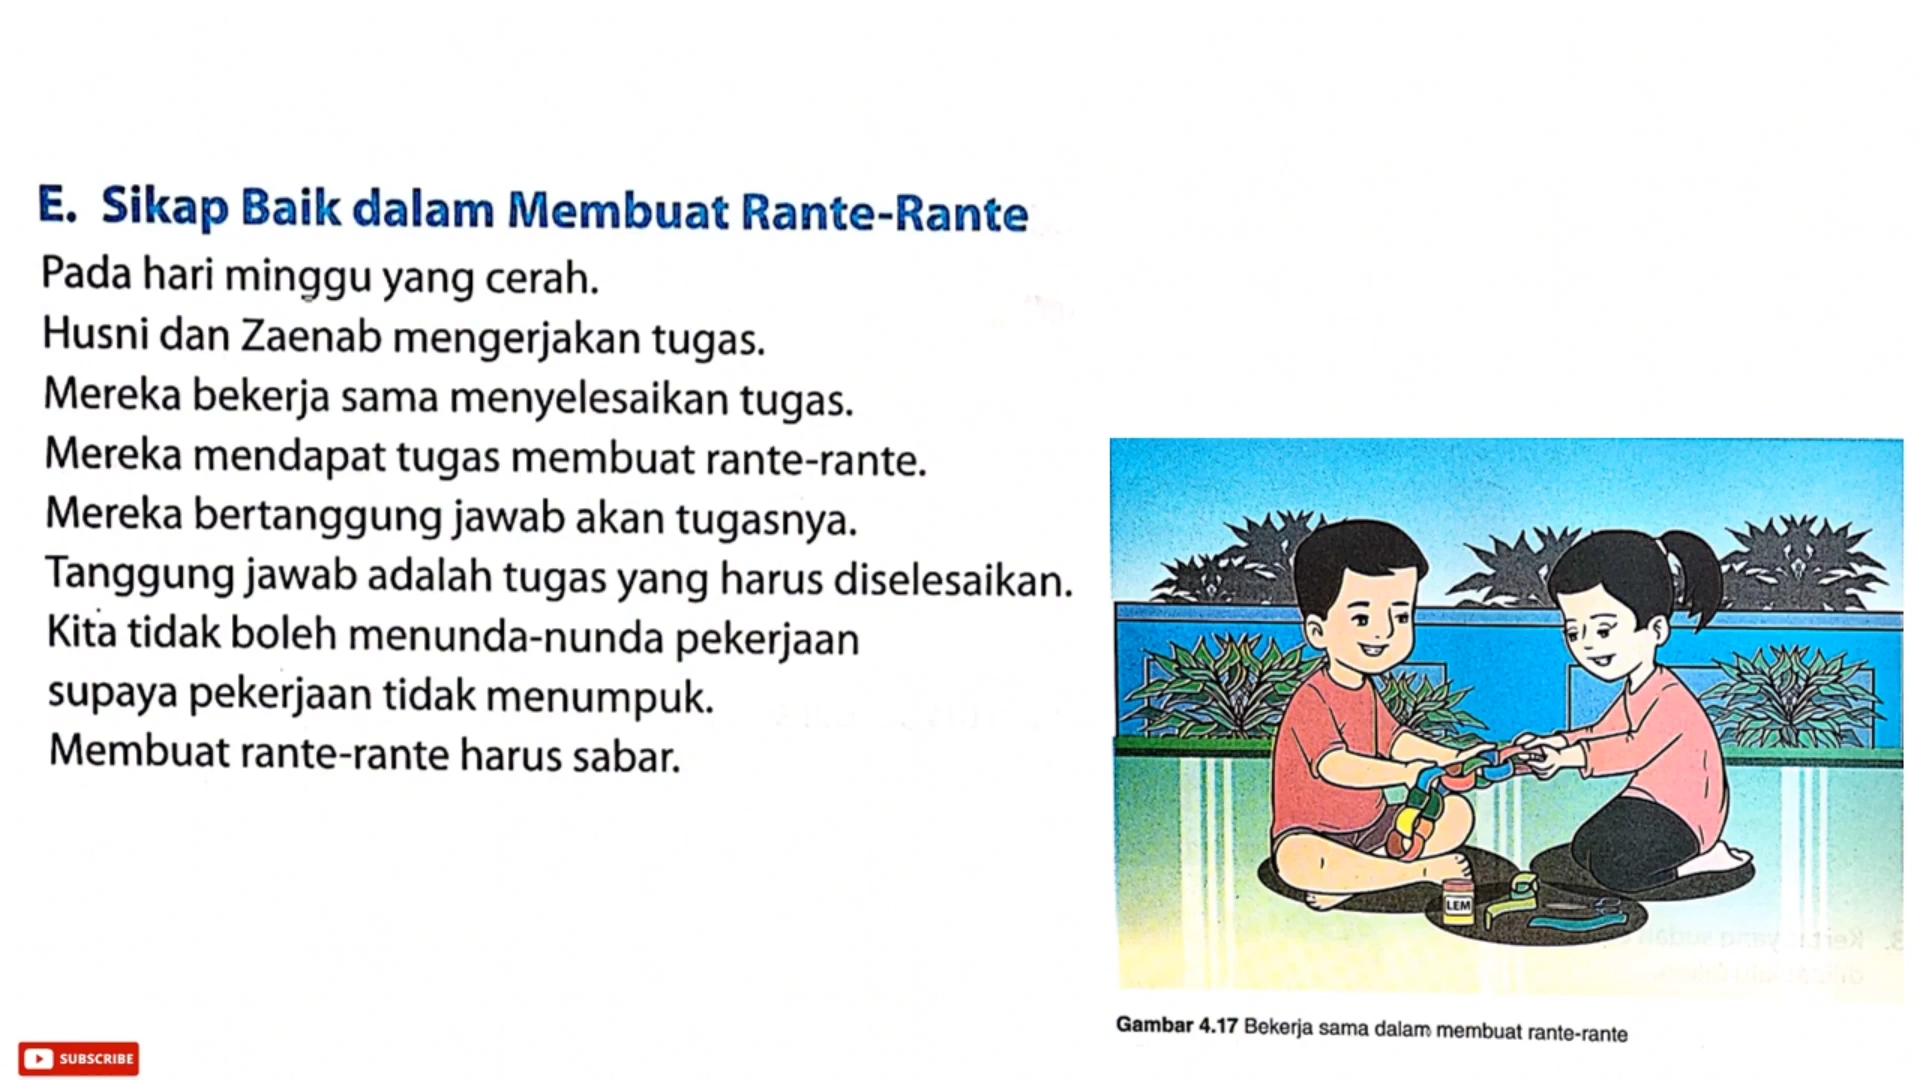 E. Sikap Baik dalam Membuat Rante-Rante
Pada hari minggu yang cerah.
Husni dan Zaenab mengerjakan tugas.
Mereka bekerja sama menyelesaikan tugas.
Mereka mendapat tugas membuat rante-rante.
Mereka bertanggung jawab akan tugasnya.
Tanggung jawab adalah tugas yang harus diselesaikan.
Kita tidak boleh menunda-nunda pekerjaan
supaya pekerjaan tidak menumpuk.
Membuat rante-rante harus sabar.
LEM
Gambar 4.17 Bekerja sama dalam membuat rante-rante
SUBSCRIBE